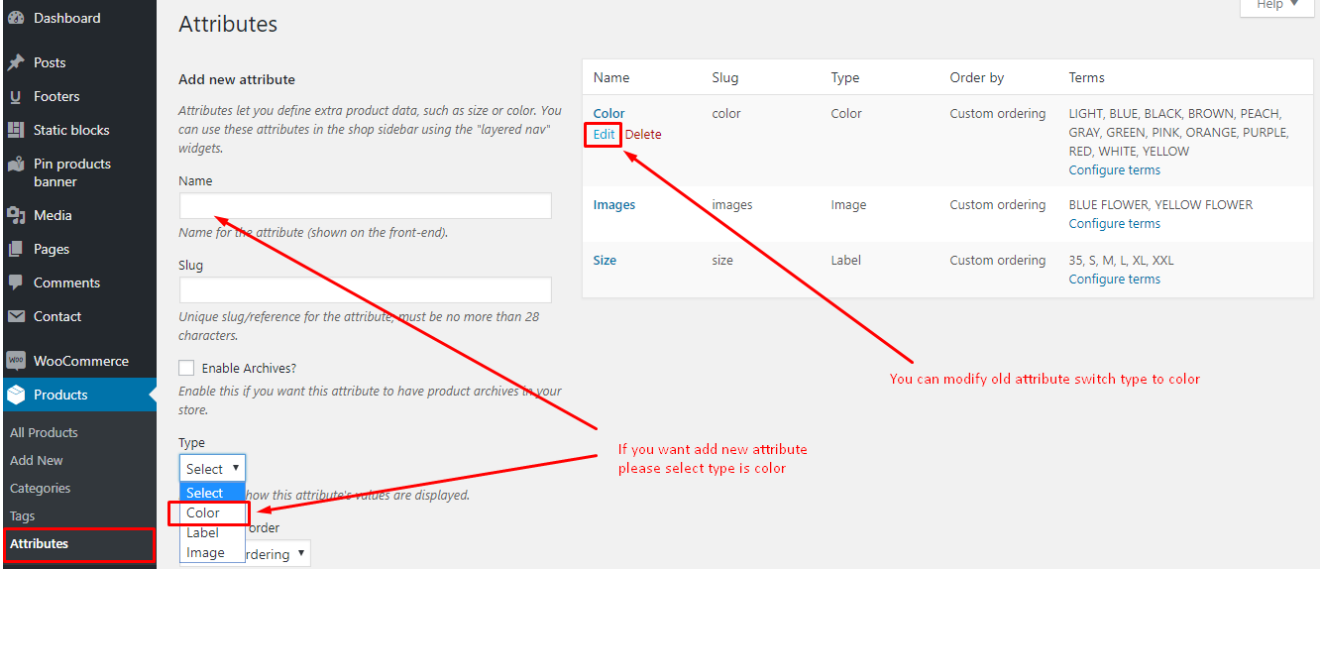 Dashboard
Posts
Footers
Static blocks
Pin products
banner
Media
Pages
Comments
Contact
Woo
WooCommerce
Products
All Products
Add New
Categories
Tags
Attributes
Help ▼
Attributes
Add new attribute
Attributes let you define extra product data, such as size or color. You
can use these attributes in the shop sidebar using the "layered nav"
widgets.
Name
Name for the attribute (shown on the front-end).
Slug
Unique slug/reference for the attribute, must be no more than 28
characters.
Enable Archives?
Enable this if you want this attribute to have product archives in your
store.
Type
Select ▼
Select
Color
Label
Image
how this attribute's values are displayed.
order
rdering ▼
Name Slug Type Order by Terms
Color color Color Custom ordering LIGHT, BLUE, BLACK, BROWN, PEACH,
GRAY, GREEN, PINK, ORANGE, PURPLE,
RED, WHITE, YELLOW
Edit Delete
Configure terms
Images images Image Custom ordering BLUE FLOWER, YELLOW FLOWER
Configure terms
Size size Label Custom ordering 35, S, M, L, XL, XXL
Configure terms
You can modify old attribute switch type to color
If you want add new attribute
please select type is color